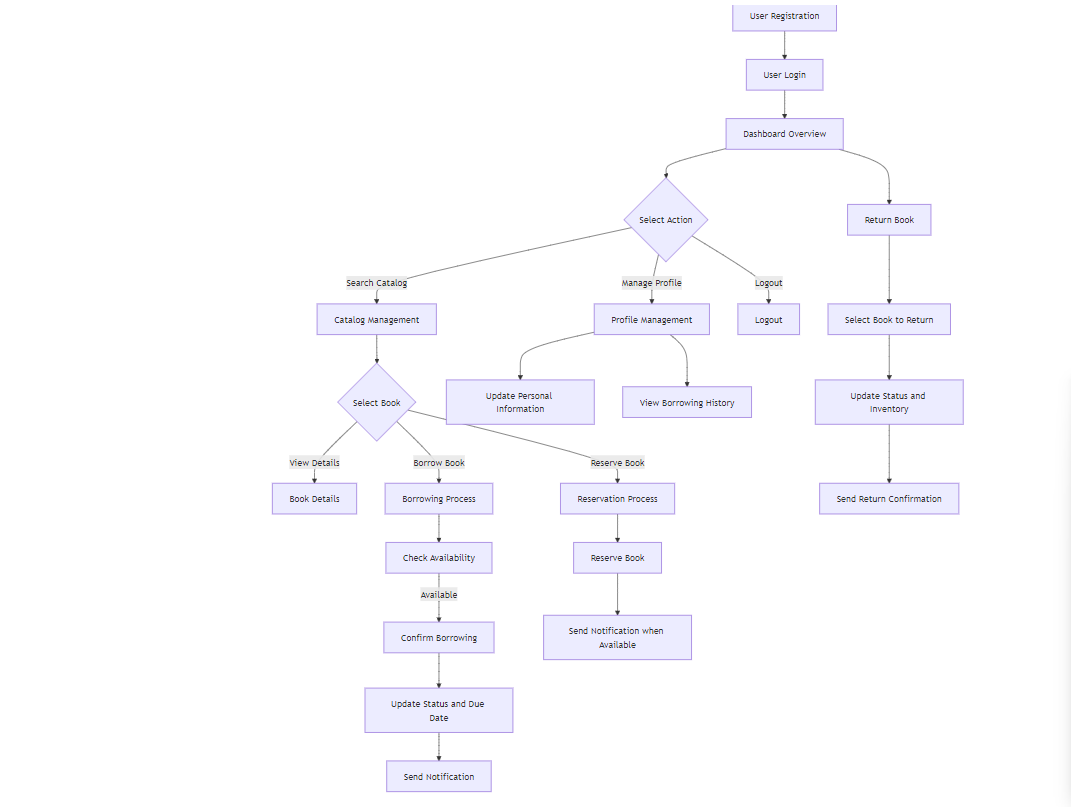 User Registration
User Login
Dashboard Overview
Select Action
Return Book
Search Catalog
Manage Profile
Logout
Catalog Management
Profile Management
Logout
Select Book to Return
Select Book
Update Personal
Information
View Borrowing History
Update Status and
Inventory
View Details
Borrow Book
Reserve Book
Book Details
Borrowing Process
Reservation Process
Send Return Confirmation
Check Availability
Reserve Book
Available
Confirm Borrowing
Send Notification when
Available
Update Status and Due
Date
Send Notification